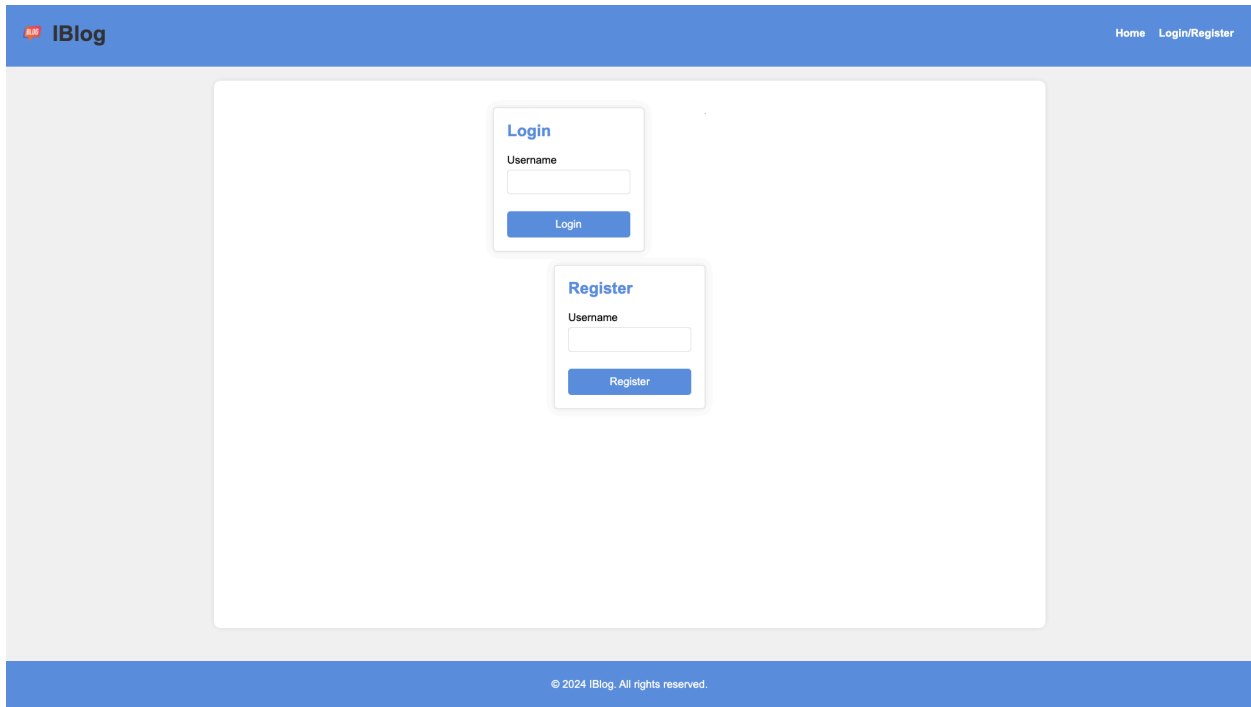 BLOG
IBlog
Home Login/Register
Login
Username
Login
Register
Username
Register
© 2024 IBlog. All rights reserved.